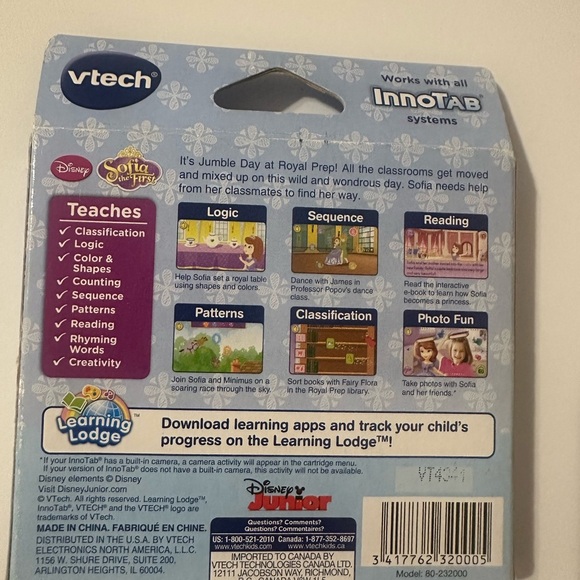 vtech®
Works with all
INNOTAB®
systems
Disney
Sofia the First
It's Jumble Day at Royal Prep! All the classrooms get moved
and mixed up on this wild and wondrous day. Sofia needs help
from her classmates to find her way.
Teaches
✓ Classification
✓ Logic
✓ Color &
Shapes
✓ Counting
✓ Sequence
✓ Patterns
✓ Reading
✓ Rhyming
Words
✓ Creativity
Logic
Help Sofia set a royal table
using shapes and colors.
Sequence
Dance with James in
Professor Popov's dance
class.
Reading
Read the interactive
e-book to learn how Sofia
becomes a princess.
Patterns
Join Sofia and Minimus on a
soaring race through the sky.
Classification
Sort books with Fairy Flora
in the Royal Prep library.
Photo Fun
Take photos with Sofia
and her friends.*
Learning
Lodge™
Download learning apps and track your child's
progress on the Learning Lodge™!
*If your InnoTab® has a built-in camera, a camera activity will appear in the cartridge menu.
If your version of InnoTab® does not have a built-in camera, this activity will not be available.
Disney elements © Disney
Visit DisneyJunior.com
© VTech. All rights reserved. Learning Lodge™,
InnoTab®, VTECH® and the VTECH® logo are
trademarks of VTech.
MADE IN CHINA. FABRIQUÉ EN CHINE.
DISTRIBUTED IN THE U.S.A. BY VTECH
ELECTRONICS NORTH AMERICA, L.L.C.
1156 W. SHURE DRIVE, SUITE 200,
ARLINGTON HEIGHTS, IL 60004.
Disney
Junior
Questions? Comments?
Questions? Commentaires?
US: 1-800-521-2010 Canada: 1-877-352-8697
www.vtechkids.com www.vtechkids.ca
IMPORTED TO CANADA BY
VTECH TECHNOLOGIES CANADA LTD.
12111 JACOBSON WAY, RICHMOND,
VT4341
3 417762 320005
Model: 80-232000